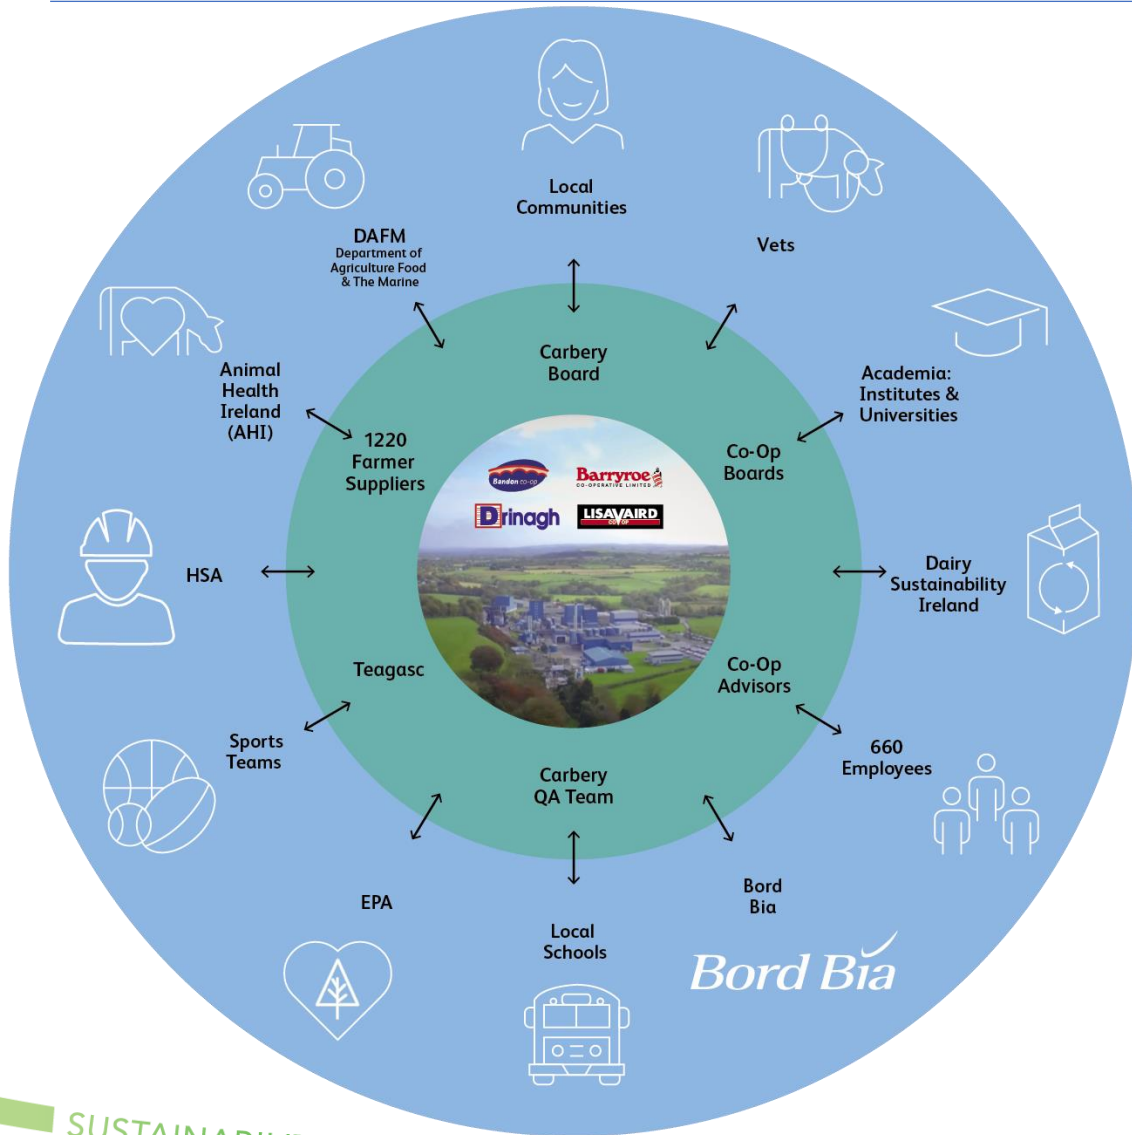 Local
Communities
DAFM
Department of
Agriculture Food
& The Marine
Vets
Animal
Health
Ireland
(AHI)
Academia:
Institutes &
Universities
Carbery
Board
1220
Farmer
Suppliers
Co-Op
Boards
Bandon co-op
Barryroe
CO-OPERATIVE LIMITED
Drinagh
LISAVAIRD
CO-OP
HSA
Dairy
Sustainability
Ireland
Teagasc
Co-Op
Advisors
Sports
Teams
660
Employees
Carbery
QA Team
EPA
Local
Schools
Bord
Bia
Bord Bia